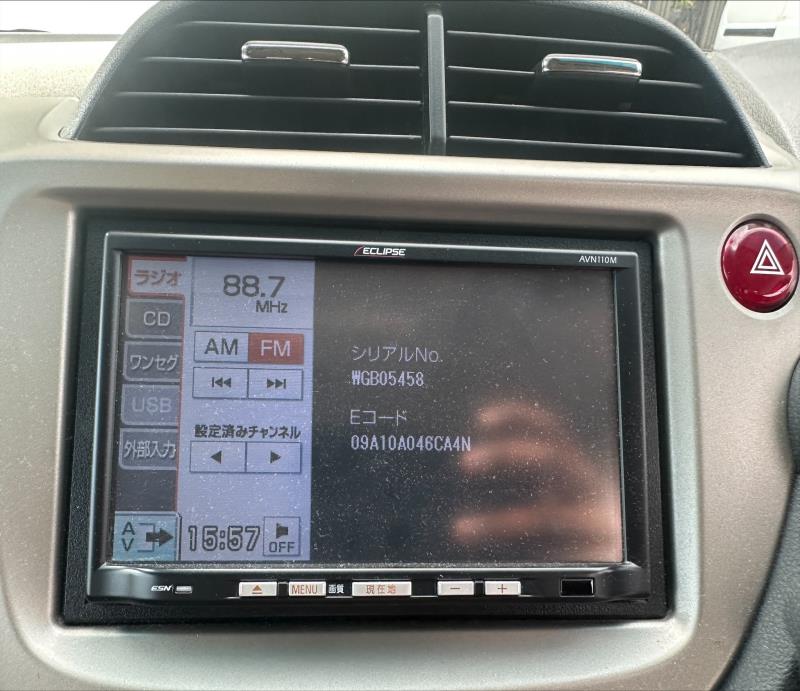 ECLIPSE
AVN110M
ラジオ
CD
ワンセグ
USB
外部入力
AV
88.7
MHz
AM FM
設定済みチャンネル
15:57
OFF
シリアルNo.
WGB05458
Eコード
09A10A046CA4N
ESN
MENU 画質 現在地 − +